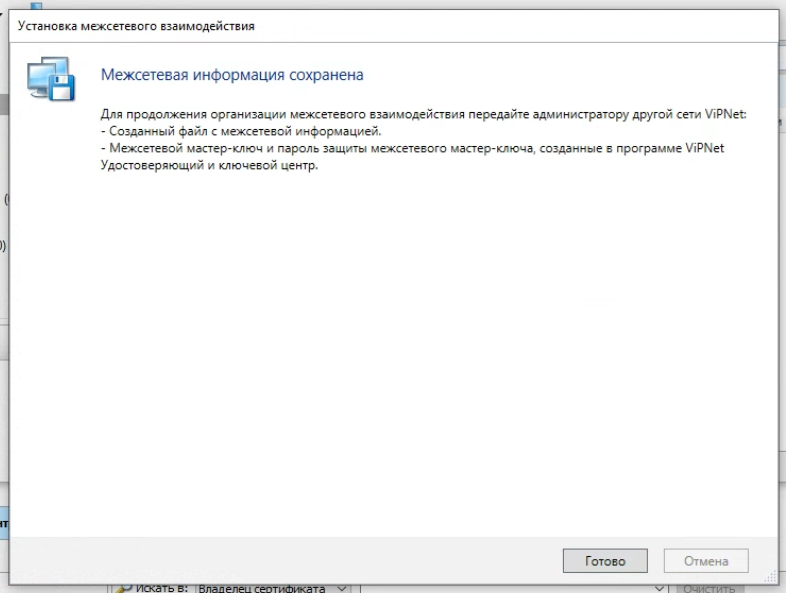 Установка межсетевого взаимодействия
Межсетевая информация сохранена
Для продолжения организации межсетевого взаимодействия передайте администратору другой сети ViPNet:
- Созданный файл с межсетевой информацией.
- Межсетевой мастер-ключ и пароль защиты межсетевого мастер-ключа, созданные в программе ViPNet
Удостоверяющий и ключевой центр.
Готово
Отмена
Искать в:
Владелец сертификата
Очистить